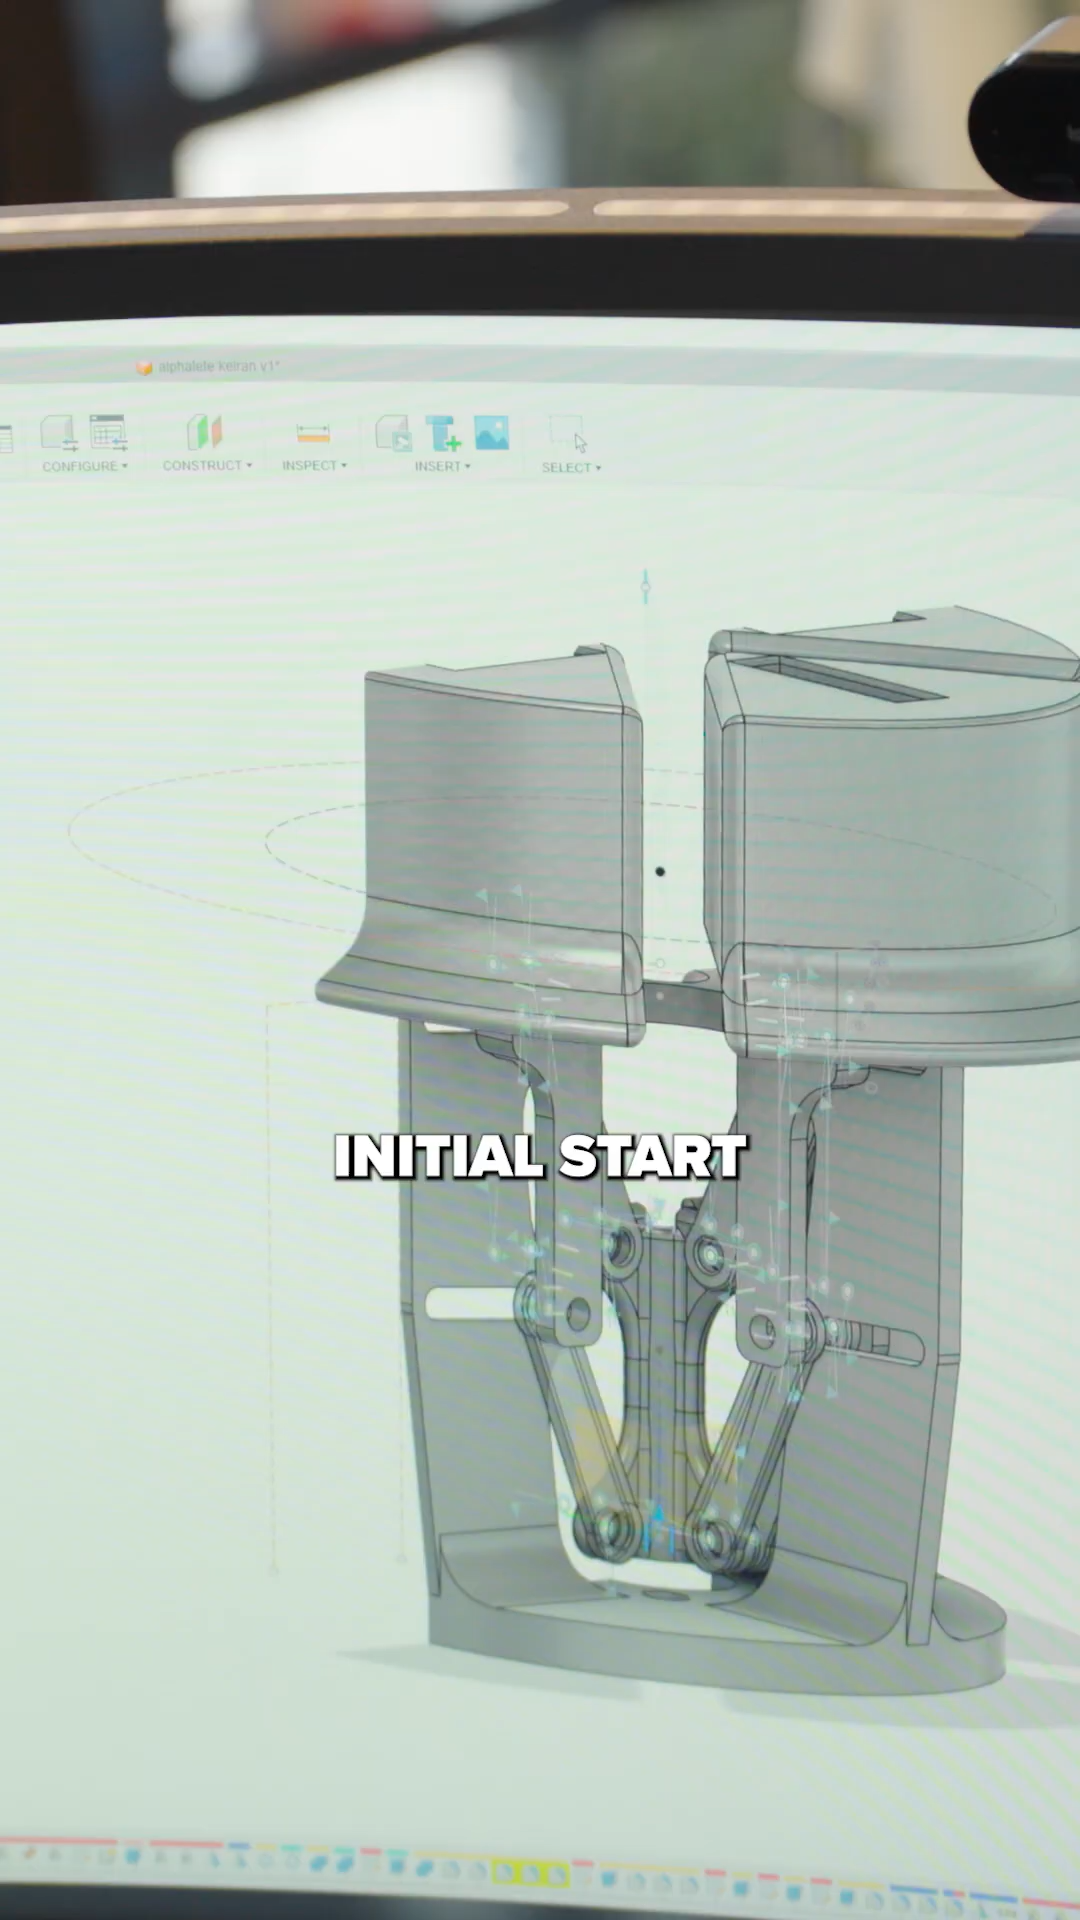 alphalete keiran v1*
CONFIGURE ▾ CONSTRUCT ▾ INSPECT ▾ INSERT ▾ SELECT ▾
INITIAL START